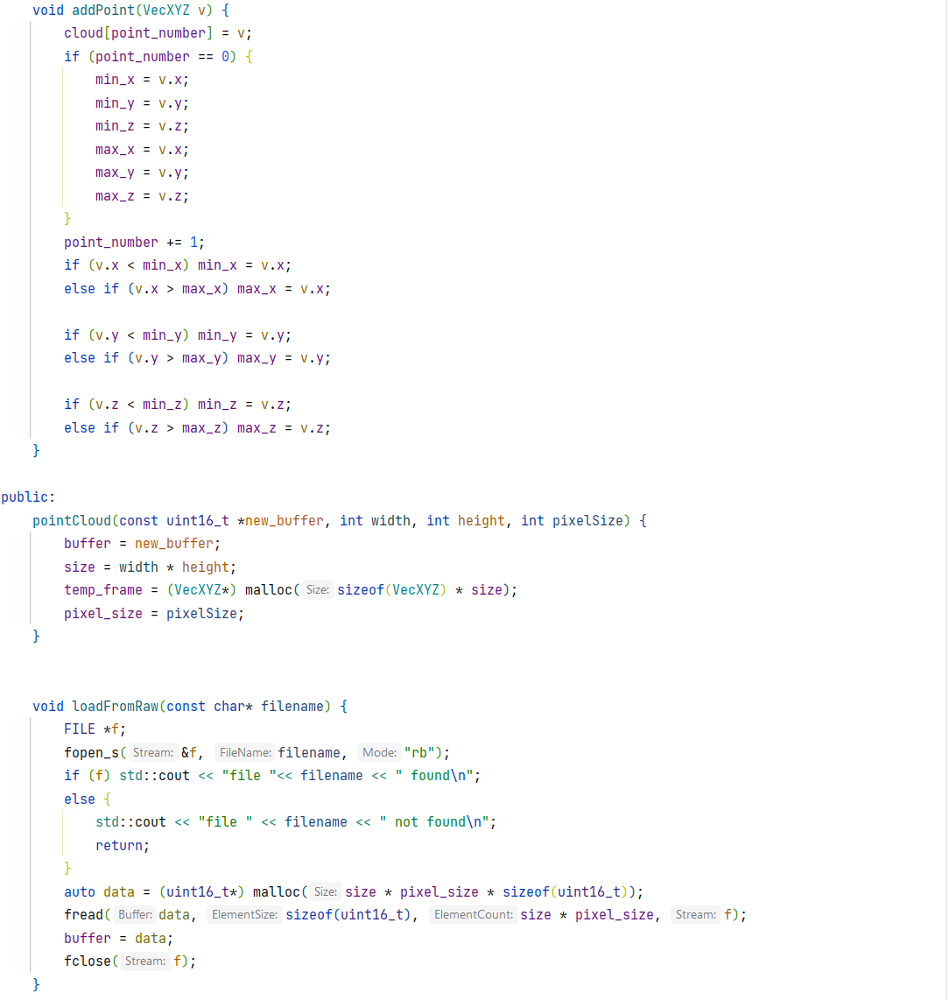 void addPoint(VecXYZ v) {
    cloud[point_number] = v;
    if (point_number == 0) {
        min_x = v.x;
        min_y = v.y;
        min_z = v.z;
        max_x = v.x;
        max_y = v.y;
        max_z = v.z;
    }
    point_number += 1;
    if (v.x < min_x) min_x = v.x;
    else if (v.x > max_x) max_x = v.x;

    if (v.y < min_y) min_y = v.y;
    else if (v.y > max_y) max_y = v.y;

    if (v.z < min_z) min_z = v.z;
    else if (v.z > max_z) max_z = v.z;
}

public:
    pointCloud(const uint16_t *new_buffer, int width, int height, int pixelSize) {
        buffer = new_buffer;
        size = width * height;
        temp_frame = (VecXYZ*) malloc( Size: sizeof(VecXYZ) * size);
        pixel_size = pixelSize;
    }

    void loadFromRaw(const char* filename) {
        FILE *f;
        fopen_s( Stream: &f, FileName: filename, Mode: "rb");
        if (f) std::cout << "file "<< filename << " found\n";
        else {
            std::cout << "file " << filename << " not found\n";
            return;
        }
        auto data = (uint16_t*) malloc( Size: size * pixel_size * sizeof(uint16_t));
        fread( Buffer: data, ElementSize: sizeof(uint16_t), ElementCount: size * pixel_size, Stream: f);
        buffer = data;
        fclose( Stream: f);
    }